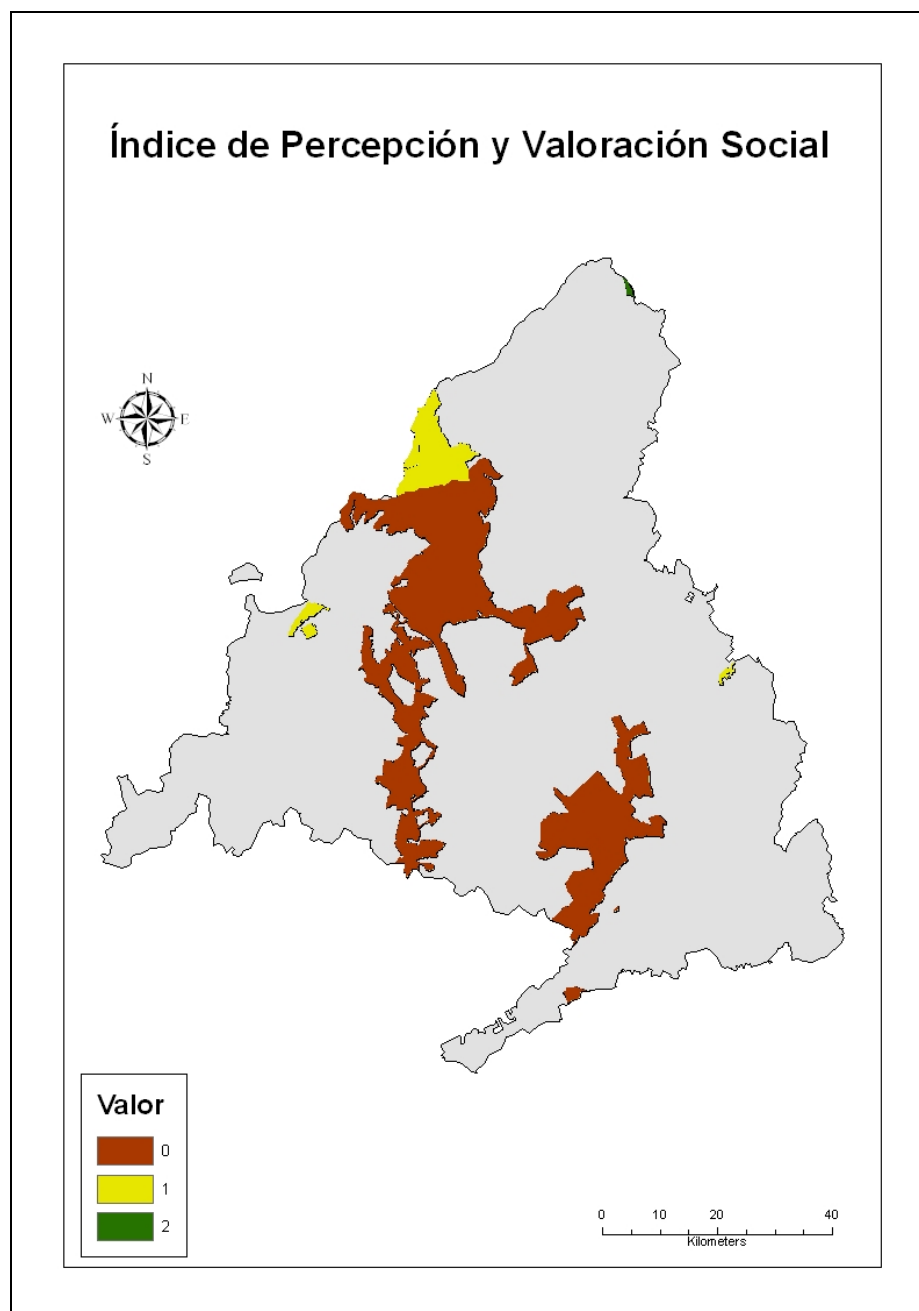 Índice de Percepción y Valoración Social
N
W E
S
Valor
0
1
2
0 10 20 40
Kilometers